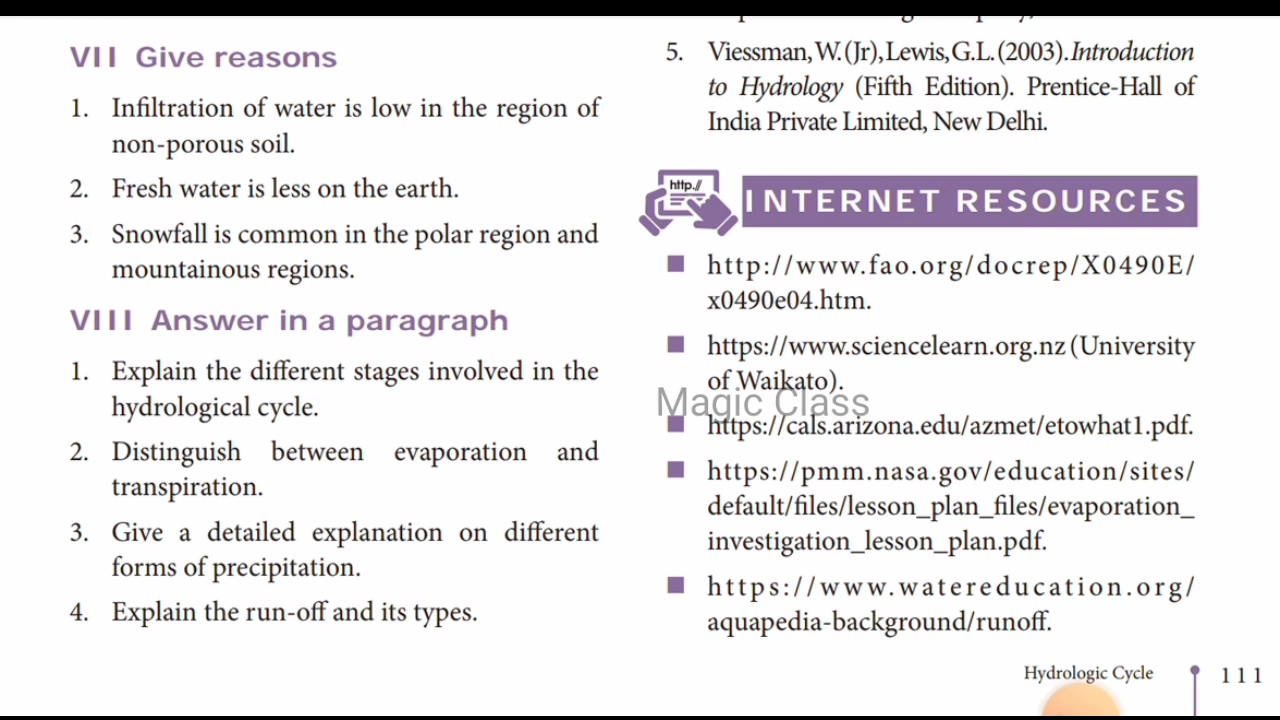 VII Give reasons
1. Infiltration of water is low in the region of
non-porous soil.
2. Fresh water is less on the earth.
3. Snowfall is common in the polar region and
mountainous regions.
VIII Answer in a paragraph
1. Explain the different stages involved in the
hydrological cycle.
2. Distinguish between evaporation and
transpiration.
3. Give a detailed explanation on different
forms of precipitation.
4. Explain the run-off and its types.
5. Viessman, W. (Jr), Lewis, G.L. (2003). Introduction
to Hydrology (Fifth Edition). Prentice-Hall of
India Private Limited, New Delhi.
http://
INTERNET RESOURCES
■ http://www.fao.org/docrep/X0490E/
x0490e04.htm.
■ https://www.sciencelearn.org.nz (University
of Waikato).
Magic Class
■ https://cals.arizona.edu/azmet/etowhat1.pdf.
■ https://pmm.nasa.gov/education/sites/
default/files/lesson_plan_files/evaporation_
investigation_lesson_plan.pdf.
■ https://www.watereducation.org/
aquapedia-background/runoff.
Hydrologic Cycle 111